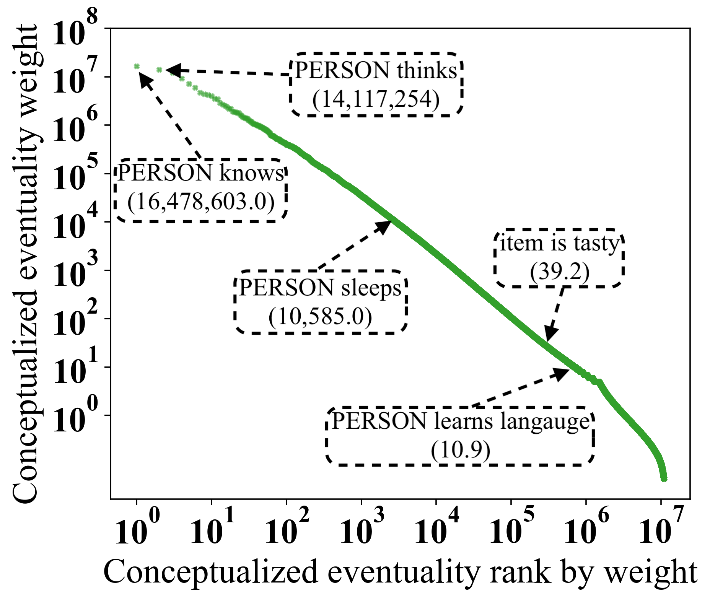 10^8
10^7
10^6
10^5
10^4
10^3
10^2
10^1
10^0
Conceptualized eventuality weight
PERSON thinks
(14,117,254)
PERSON knows
(16,478,603.0)
item is tasty
(39.2)
PERSON sleeps
(10,585.0)
PERSON learns langauge
(10.9)
10^0 10^1 10^2 10^3 10^4 10^5 10^6 10^7
Conceptualized eventuality rank by weight